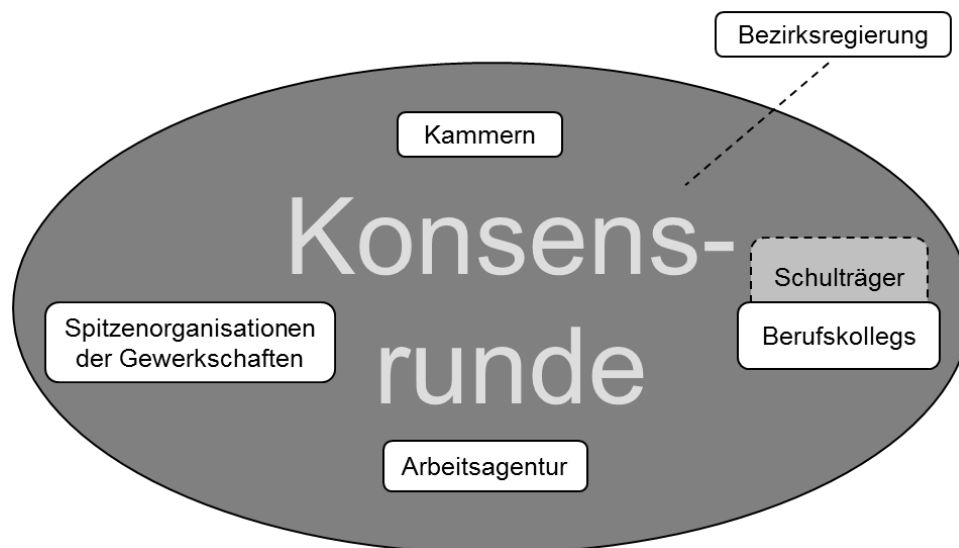 Bezirksregierung
Kammern
Konsens-
runde
Schulträger
Berufskollegs
Spitzenorganisationen
der Gewerkschaften
Arbeitsagentur